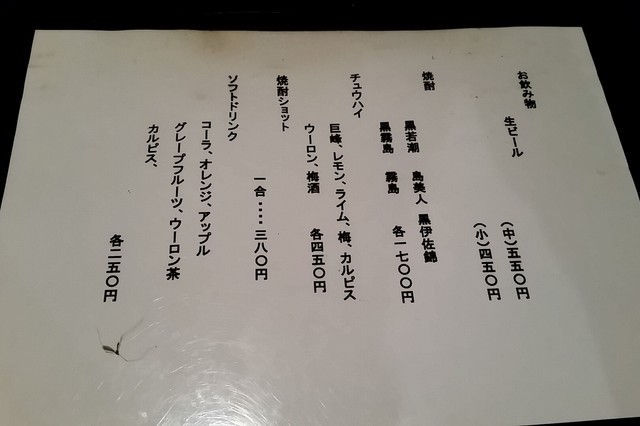 お飲み物
生ビール
(中)五五〇円
(小)四五〇円
焼酎
黒若潮 島美人 黒伊佐錦
黒霧島 霧島 各一七〇〇円
チュウハイ
巨峰、レモン、ライム、梅、カルピス
ウーロン、梅酒 各四五〇円
焼酎ショット
一合・・・・三八〇円
ソフトドリンク
コーラ、オレンジ、アップル
グレープフルーツ、ウーロン茶
カルピス、
各二五〇円